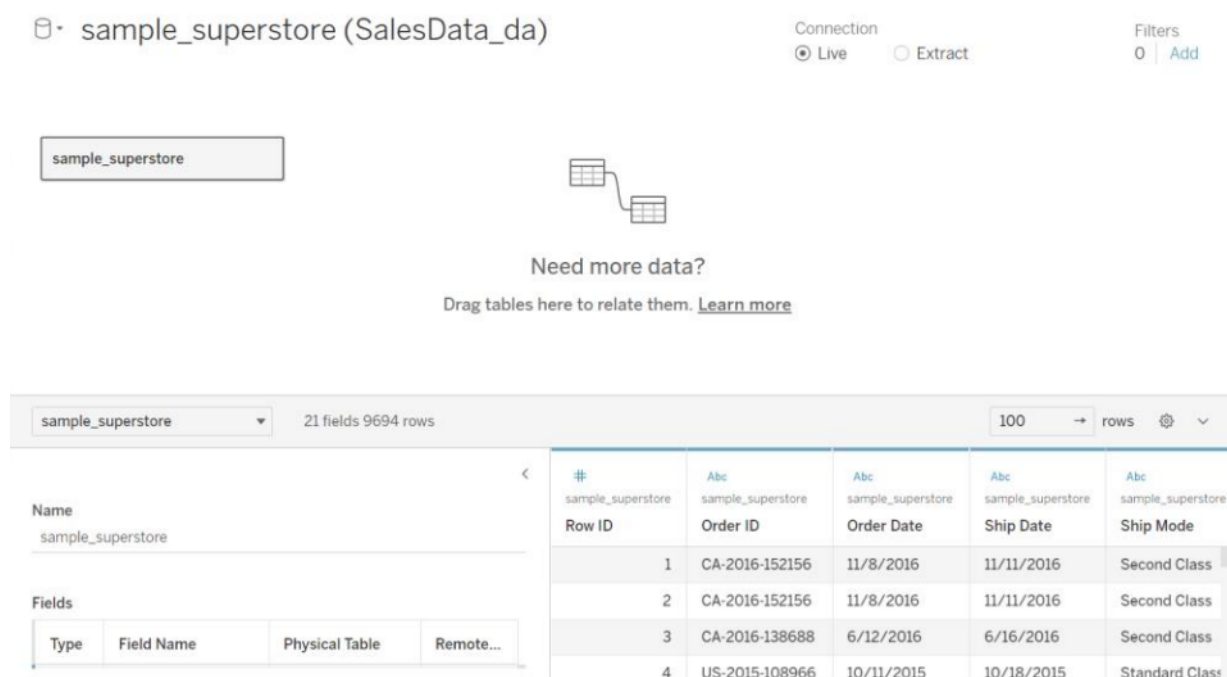 sample_superstore (SalesData_da)
Connection
Live Extract
Filters
0 Add
sample_superstore
Need more data?
Drag tables here to relate them. Learn more
sample_superstore 21 fields 9694 rows 100 → rows
Name
sample_superstore
Fields
Type Field Name Physical Table Remote...
# Abc Abc Abc Abc
sample_superstore sample_superstore sample_superstore sample_superstore sample_superstore
Row ID Order ID Order Date Ship Date Ship Mode
1 CA-2016-152156 11/8/2016 11/11/2016 Second Class
2 CA-2016-152156 11/8/2016 11/11/2016 Second Class
3 CA-2016-138688 6/12/2016 6/16/2016 Second Class
4 US-2015-108966 10/11/2015 10/18/2015 Standard Class